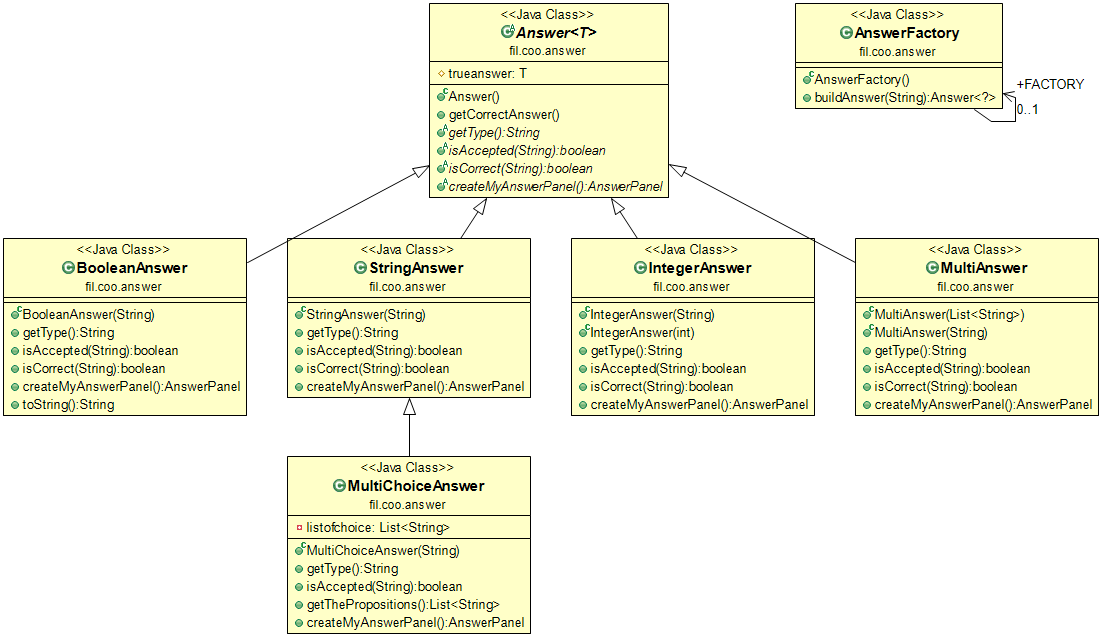 <<Java Class>>
Answer<T>
fil.coo.answer
trueanswer: T
Answer()
getCorrectAnswer()
getType():String
isAccepted(String):boolean
isCorrect(String):boolean
createMyAnswerPanel():AnswerPanel
<<Java Class>>
AnswerFactory
fil.coo.answer
AnswerFactory()
buildAnswer(String):Answer<?>
+FACTORY
0..1
<<Java Class>>
BooleanAnswer
fil.coo.answer
BooleanAnswer(String)
getType():String
isAccepted(String):boolean
isCorrect(String):boolean
createMyAnswerPanel():AnswerPanel
toString():String
<<Java Class>>
StringAnswer
fil.coo.answer
StringAnswer(String)
getType():String
isAccepted(String):boolean
isCorrect(String):boolean
createMyAnswerPanel():AnswerPanel
<<Java Class>>
IntegerAnswer
fil.coo.answer
IntegerAnswer(String)
IntegerAnswer(int)
getType():String
isAccepted(String):boolean
isCorrect(String):boolean
createMyAnswerPanel():AnswerPanel
<<Java Class>>
MultiAnswer
fil.coo.answer
MultiAnswer(List<String>)
MultiAnswer(String)
getType():String
isAccepted(String):boolean
isCorrect(String):boolean
createMyAnswerPanel():AnswerPanel
<<Java Class>>
MultiChoiceAnswer
fil.coo.answer
listofchoice: List<String>
MultiChoiceAnswer(String)
getType():String
isAccepted(String):boolean
getThePropositions():List<String>
createMyAnswerPanel():AnswerPanel